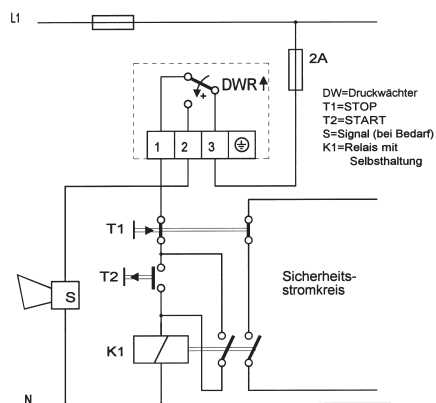 L1
2A
DWR
+
DW=Druckwächter
T1=STOP
T2=START
S=Signal (bei Bedarf)
K1=Relais mit
Selbsthaltung
1 2 3
T1
T2
Sicherheits-
stromkreis
S
K1
N